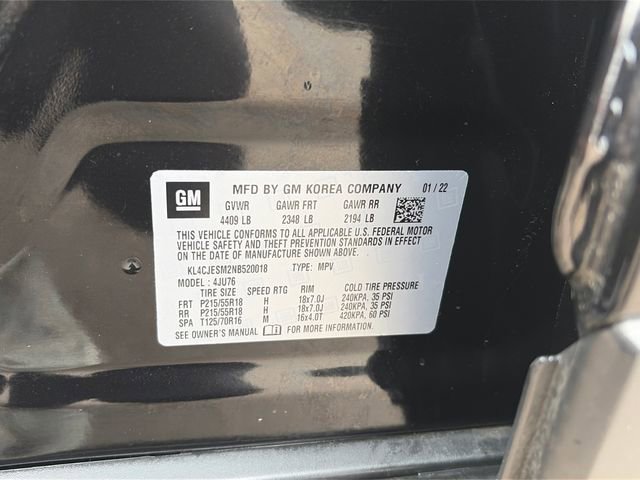 GM
MFD BY GM KOREA COMPANY 01/22
GVWR GAWR FRT GAWR RR
4409 LB 2348 LB 2194 LB
THIS VEHICLE CONFORMS TO ALL APPLICABLE U.S. FEDERAL MOTOR
VEHICLE SAFETY AND THEFT PREVENTION STANDARDS IN EFFECT
ON THE DATE OF MANUFACTURE SHOWN ABOVE.
KL4CJESM2NB520018 TYPE: MPV
MODEL: 4JU76
TIRE SIZE SPEED RTG RIM COLD TIRE PRESSURE
FRT P215/55R18 H 18x7.0J 240KPA, 35 PSI
RR P215/55R18 H 18x7.0J 240KPA, 35 PSI
SPA T125/70R16 M 16x4.0T 420KPA, 60 PSI
SEE OWNER'S MANUAL FOR MORE INFORMATION.